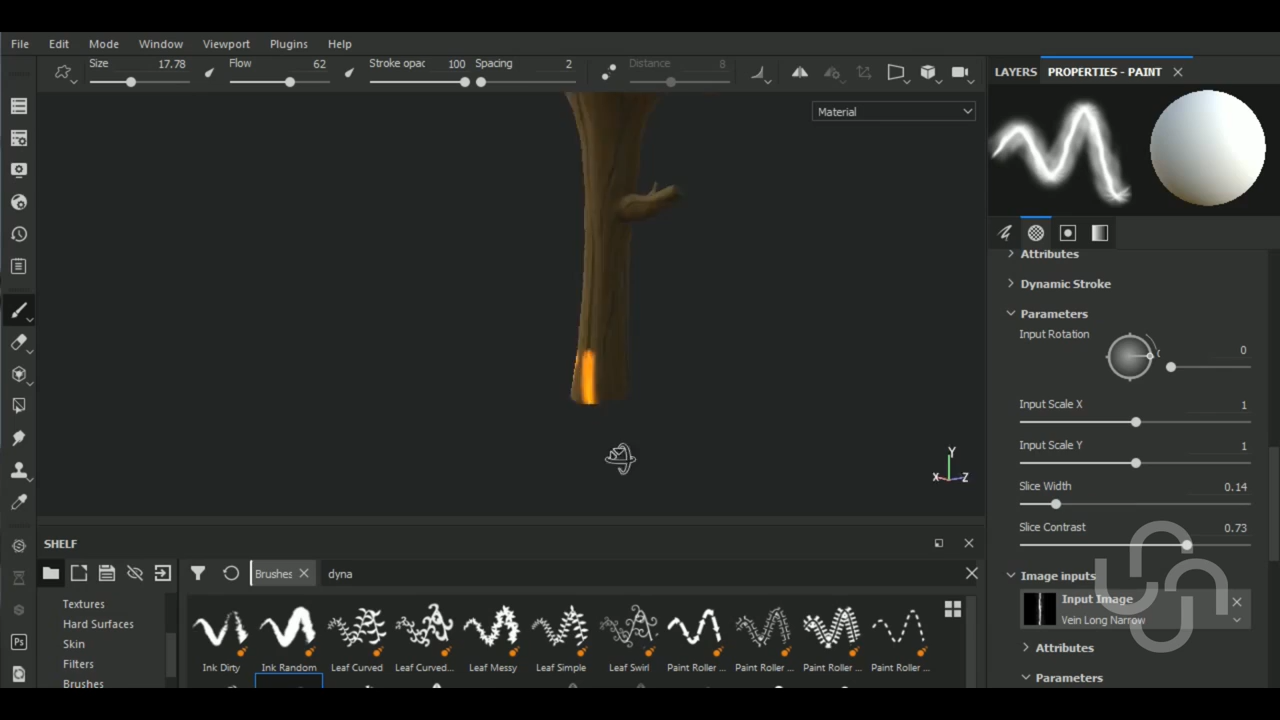 File Edit Mode Window Viewport Plugins Help
Size 17.78 Flow 62 Stroke opac 100 Spacing 2 Distance 8
LAYERS PROPERTIES - PAINT
Material
Attributes
Dynamic Stroke
Parameters
Input Rotation
0
Input Scale X 1
Input Scale Y 1
Slice Width 0.14
Slice Contrast 0.73
Image inputs
Input Image
Vein Long Narrow
Attributes
Parameters
Y
X Z
SHELF
Brushes dyna
Textures
Hard Surfaces
Skin
Filters
Brushes
Ink Dirty Ink Random Leaf Curved Leaf Curved... Leaf Messy Leaf Simple Leaf Swirl Paint Roller ... Paint Roller ... Paint Roller ... Paint Roller ...
Ps